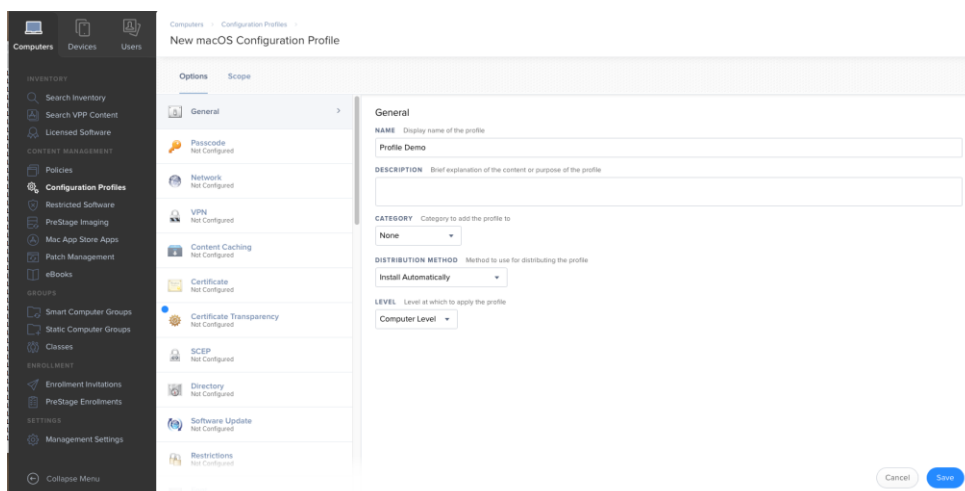 Computers
Devices
Users
INVENTORY
Search Inventory
Search VPP Content
Licensed Software
CONTENT MANAGEMENT
Policies
Configuration Profiles
Restricted Software
PreStage Imaging
Mac App Store Apps
Patch Management
eBooks
GROUPS
Smart Computer Groups
Static Computer Groups
Classes
ENROLLMENT
Enrollment Invitations
PreStage Enrollments
SETTINGS
Management Settings
Collapse Menu
Computers > Configuration Profiles >
New macOS Configuration Profile
Options Scope
General
Passcode
Not Configured
Network
Not Configured
VPN
Not Configured
Content Caching
Not Configured
Certificate
Not Configured
Certificate Transparency
Not Configured
SCEP
Not Configured
Directory
Not Configured
Software Update
Not Configured
Restrictions
Not Configured
General
NAME Display name of the profile
Profile Demo
DESCRIPTION Brief explanation of the content or purpose of the profile
CATEGORY Category to add the profile to
None
DISTRIBUTION METHOD Method to use for distributing the profile
Install Automatically
LEVEL Level at which to apply the profile
Computer Level
Cancel
Save